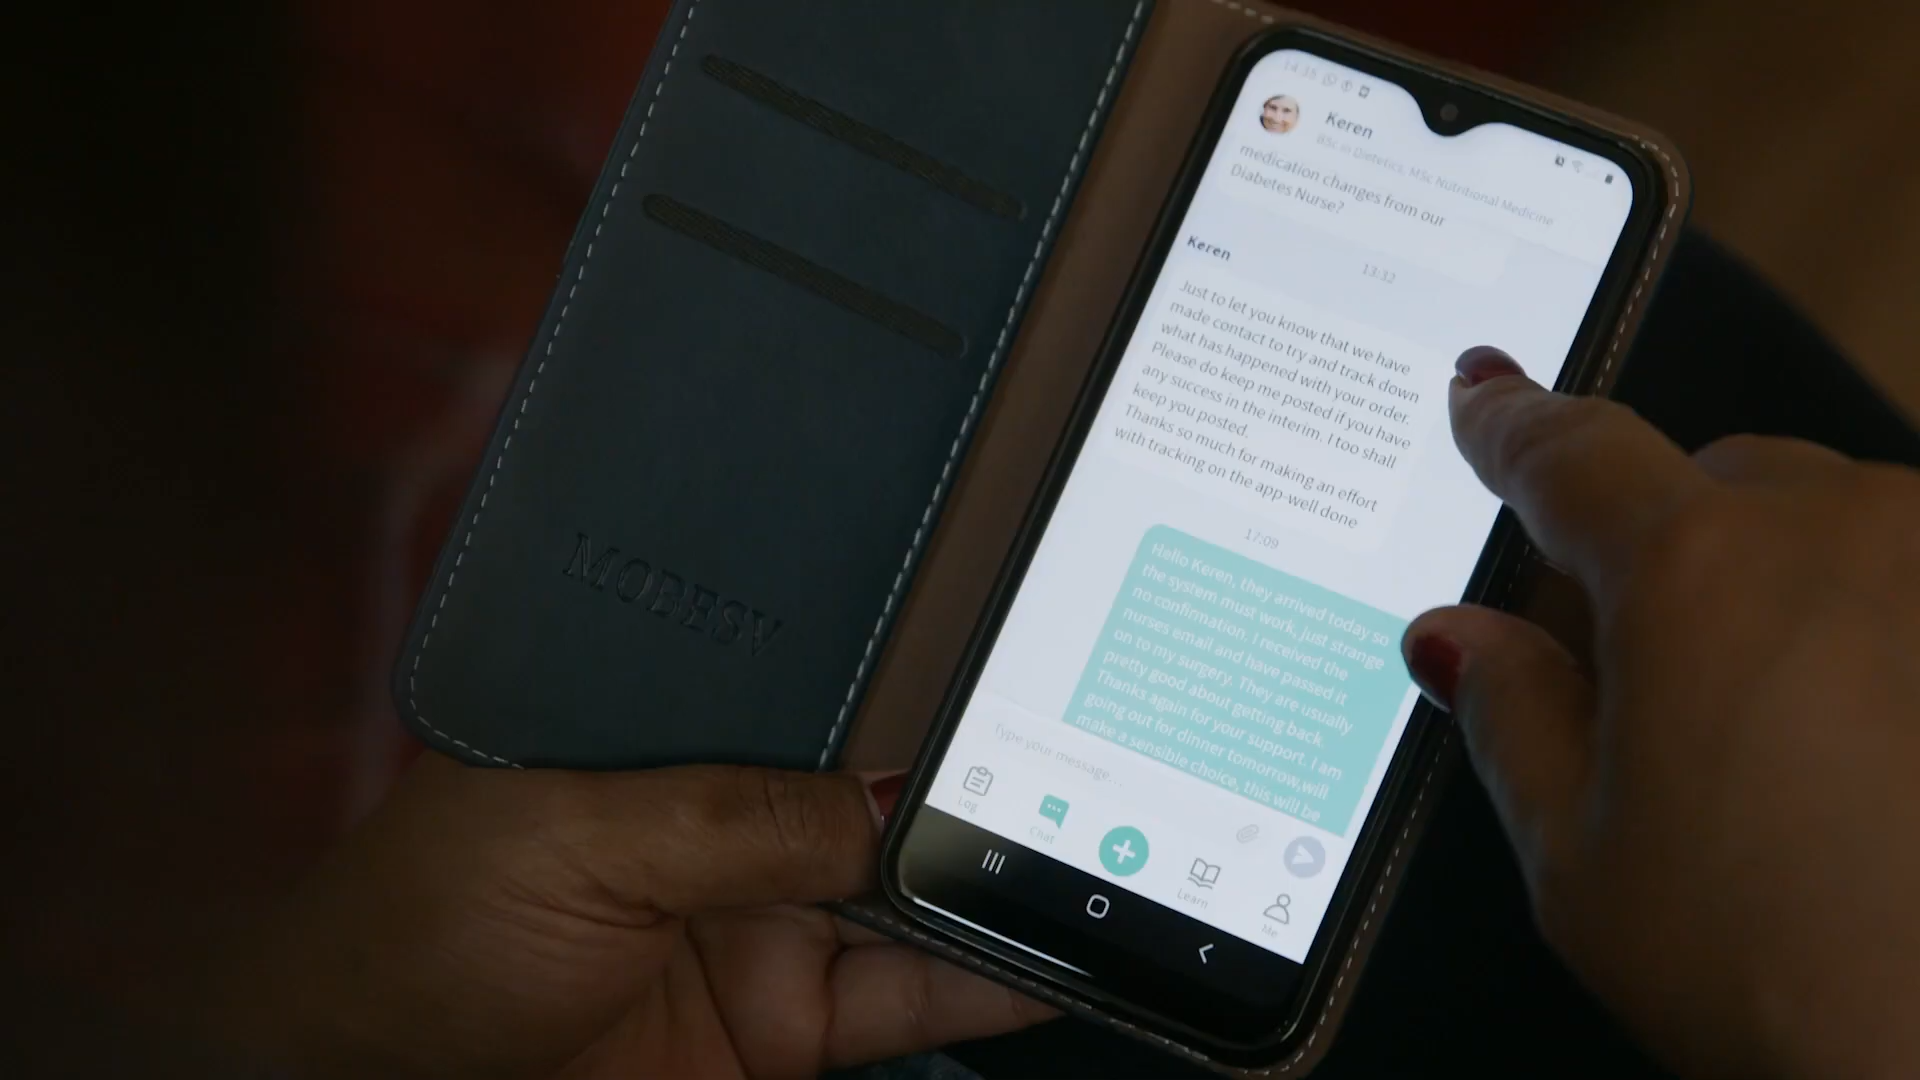 MOBESV
14:35
Keren
BSc in Dietetics, MSc Nutritional Medicine
medication changes from our
Diabetes Nurse?
Keren
13:32
Just to let you know that we have
made contact to try and track down
what has happened with your order.
Please do keep me posted if you have
any success in the interim. I too shall
keep you posted.
Thanks so much for making an effort
with tracking on the app-well done
17:09
Hello Keren, they arrived today so
the system must work, just strange
no confirmation. I received the
nurses email and have passed it
on to my surgery. They are usually
pretty good about getting back.
Thanks again for your support. I am
going out for dinner tomorrow,will
make a sensible choice, this will be
Type your message...
Log
Chat
Learn
Me